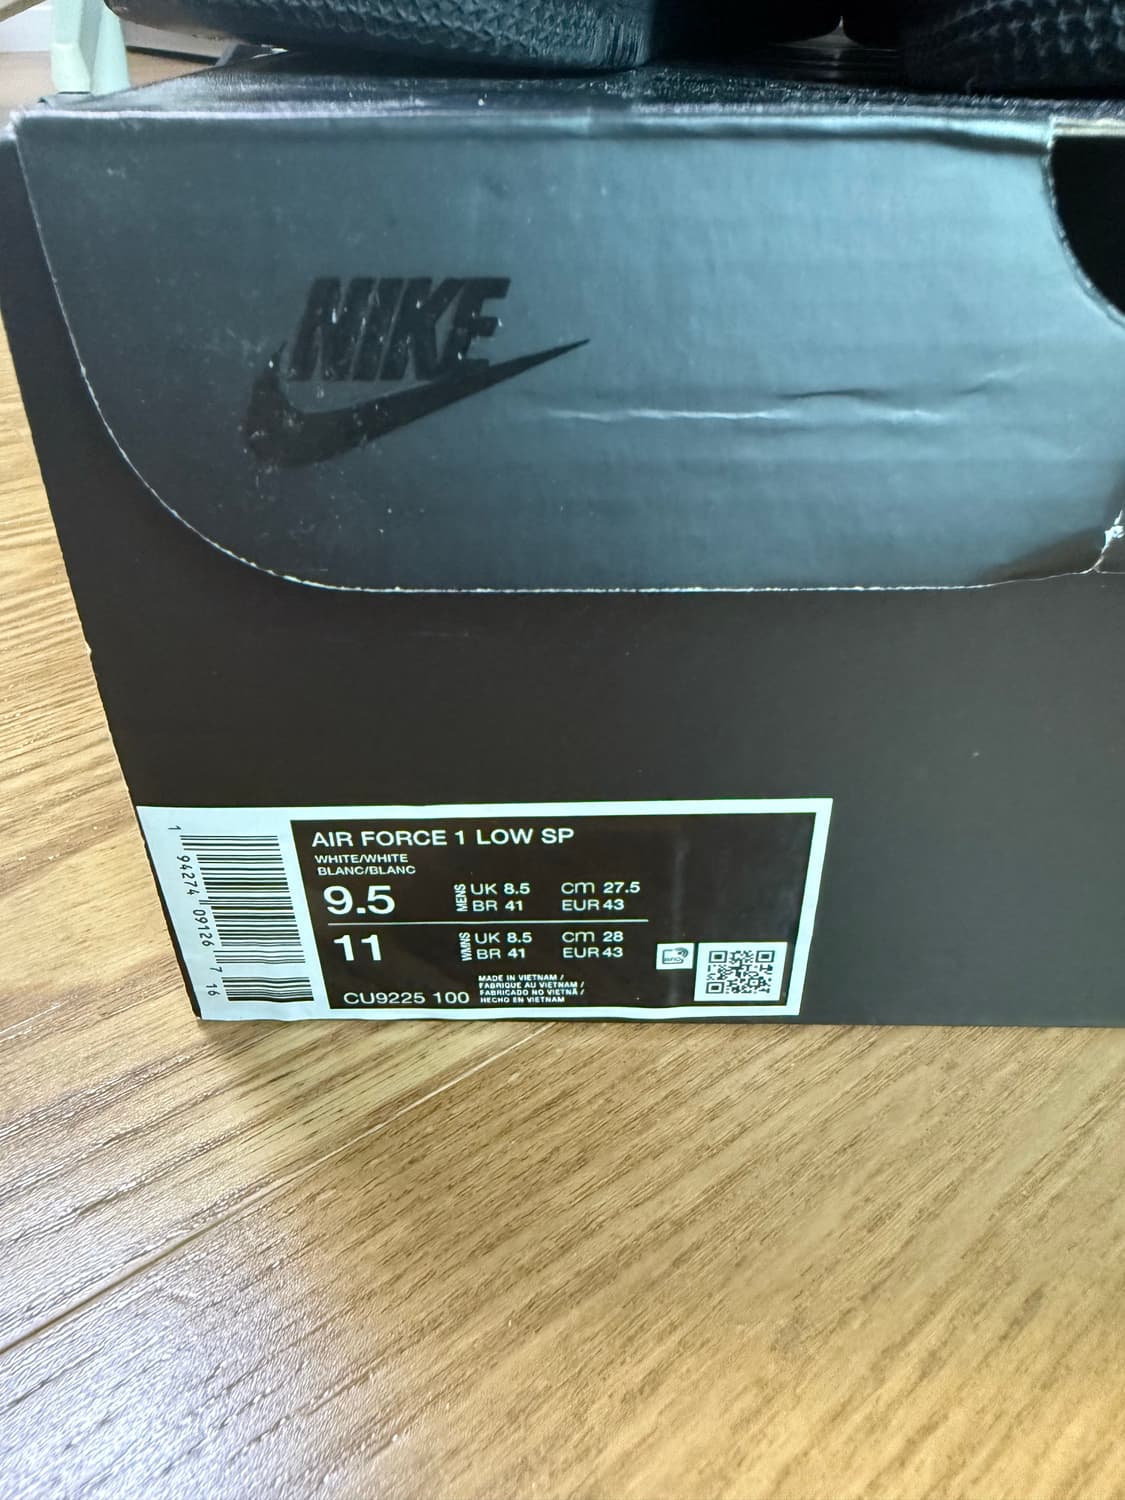 NIKE
AIR FORCE 1 LOW SP
WHITE/WHITE
BLANC/BLANC
9.5 MENS UK 8.5 cm 27.5
BR 41 EUR 43
11 WMNS UK 8.5 cm 28
BR 41 EUR 43
CU9225 100
MADE IN VIETNAM /
FABRIQUE AU VIETNAM /
FABRICADO NO VIETNÃ /
HECHO EN VIETNAM
1 94274 09126 7 16